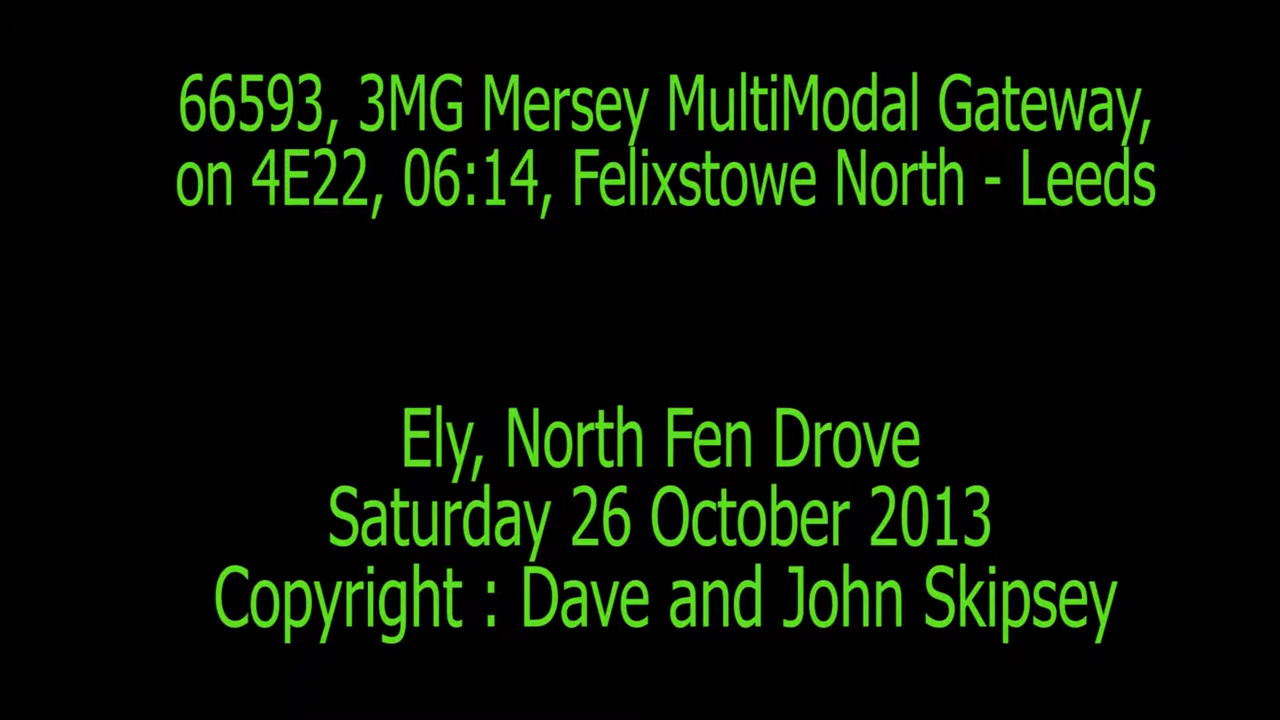 66593, 3MG Mersey MultiModal Gateway,
on 4E22, 06:14, Felixstowe North - Leeds
Ely, North Fen Drove
Saturday 26 October 2013
Copyright : Dave and John Skipsey